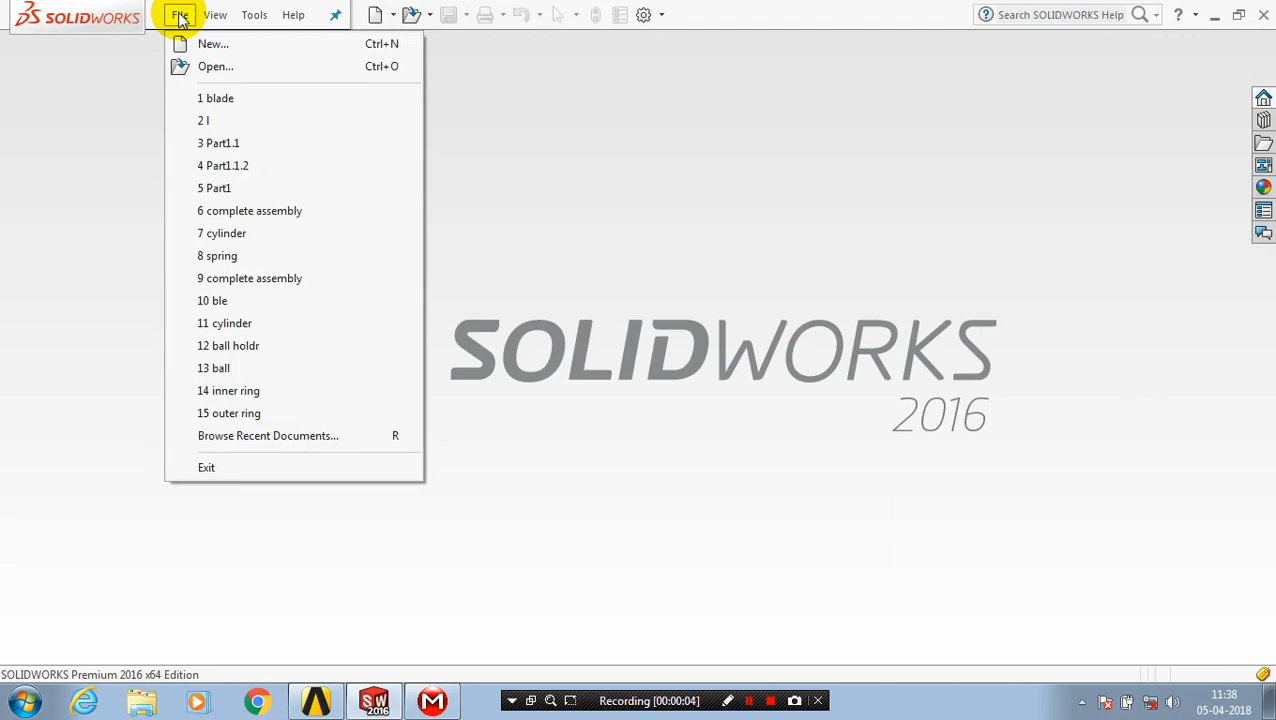 SOLIDWORKS File View Tools Help Search SOLIDWORKS Help ?
New... Ctrl+N
Open... Ctrl+O
1 blade
2 l
3 Part1.1
4 Part1.1.2
5 Part1
6 complete assembly
7 cylinder
8 spring
9 complete assembly
10 ble
11 cylinder
12 ball holdr
13 ball
14 inner ring
15 outer ring
Browse Recent Documents... R
Exit
SOLIDWORKS
2016
SOLIDWORKS Premium 2016 x64 Edition
SW
2016
Recording [00:00:04]
11:38
05-04-2018